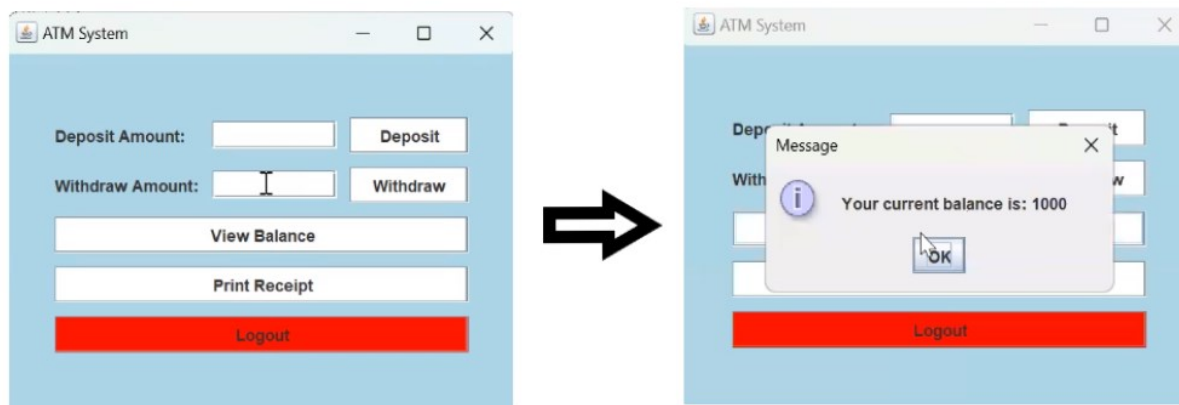 ATM System
Deposit Amount:
Deposit
Withdraw Amount:
Withdraw
View Balance
Print Receipt
Logout
ATM System
Message
Your current balance is: 1000
OK
Logout